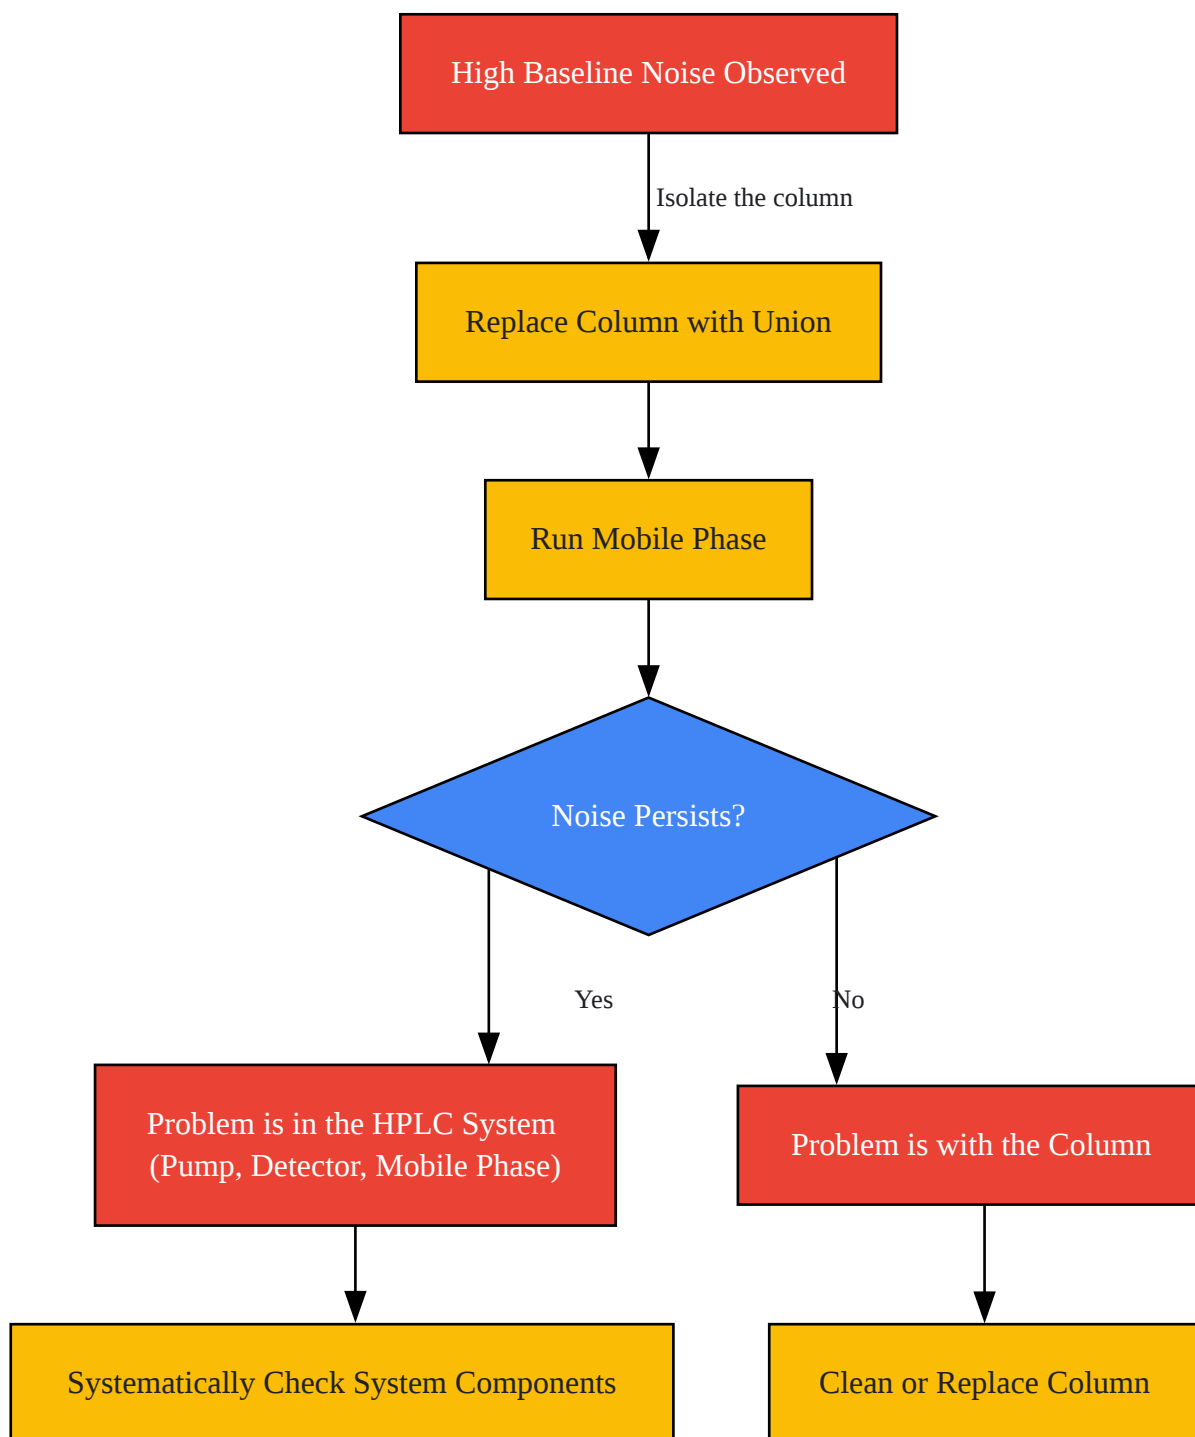 High Baseline Noise Observed
Isolate the column
Replace Column with Union
Run Mobile Phase
Noise Persists?
Yes
No
Problem is in the HPLC System
(Pump, Detector, Mobile Phase)
Problem is with the Column
Systematically Check System Components
Clean or Replace Column